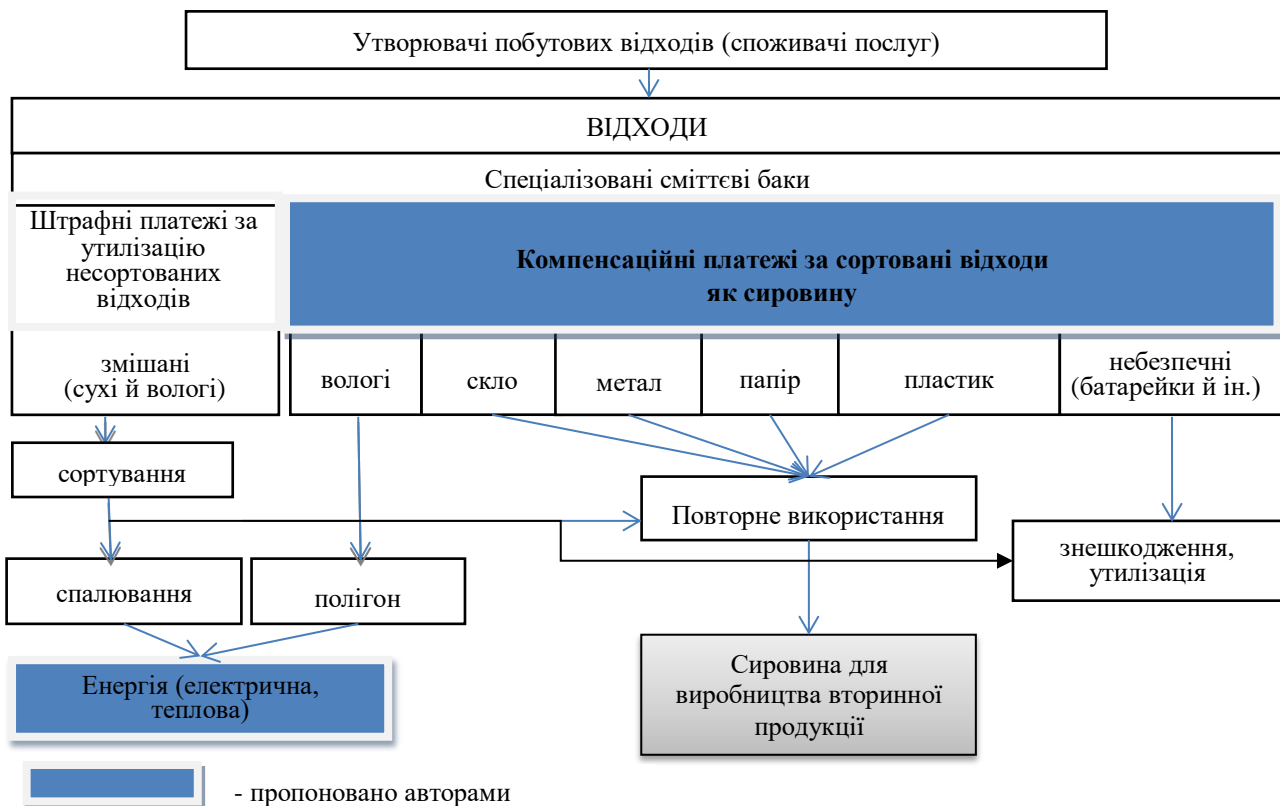 Утворювачі побутових відходів (споживачі послуг)
ВІДХОДИ
Спеціалізовані сміттєві баки
Штрафні платежі за
утилізацію
несортованих
відходів
Компенсаційні платежі за сортовані відходи
як сировину
змішані
(сухі й вологі)
вологі
скло
метал
папір
пластик
небезпечні
(батарейки й ін.)
сортування
Повторне використання
знешкодження,
утилізація
спалювання
полігон
Енергія (електрична,
теплова)
Сировина для
виробництва вторинної
продукції
- пропоновано авторами